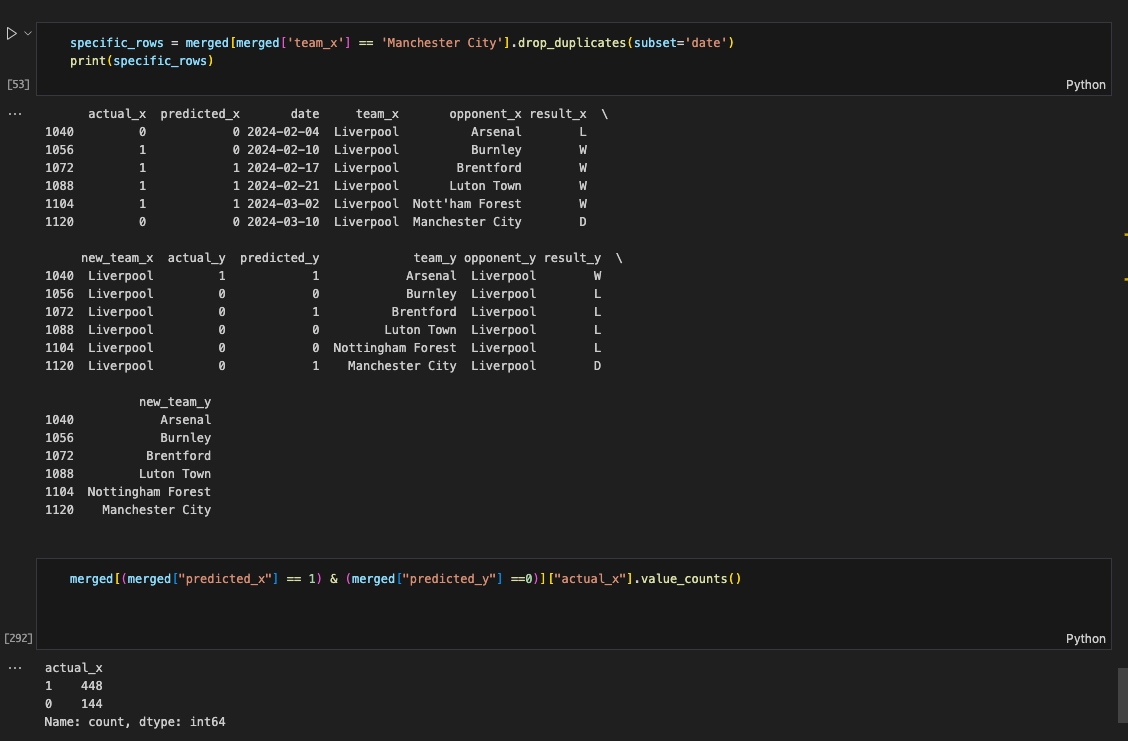 specific_rows = merged[merged['team_x'] == 'Manchester City'].drop_duplicates(subset='date')
print(specific_rows)
[53]
Python
...
actual_x predicted_x date team_x opponent_x result_x \
1040 0 0 2024-02-04 Liverpool Arsenal L
1056 1 0 2024-02-10 Liverpool Burnley W
1072 1 1 2024-02-17 Liverpool Brentford W
1088 1 1 2024-02-21 Liverpool Luton Town W
1104 1 1 2024-03-02 Liverpool Nott'ham Forest W
1120 0 0 2024-03-10 Liverpool Manchester City D
new_team_x actual_y predicted_y team_y opponent_y result_y \
1040 Liverpool 1 1 Arsenal Liverpool W
1056 Liverpool 0 0 Burnley Liverpool L
1072 Liverpool 0 1 Brentford Liverpool L
1088 Liverpool 0 0 Luton Town Liverpool L
1104 Liverpool 0 0 Nottingham Forest Liverpool L
1120 Liverpool 0 1 Manchester City Liverpool D
new_team_y
1040 Arsenal
1056 Burnley
1072 Brentford
1088 Luton Town
1104 Nottingham Forest
1120 Manchester City
merged[(merged["predicted_x"] == 1) & (merged["predicted_y"] ==0)]["actual_x"].value_counts()
[292]
Python
...
actual_x
1 448
0 144
Name: count, dtype: int64